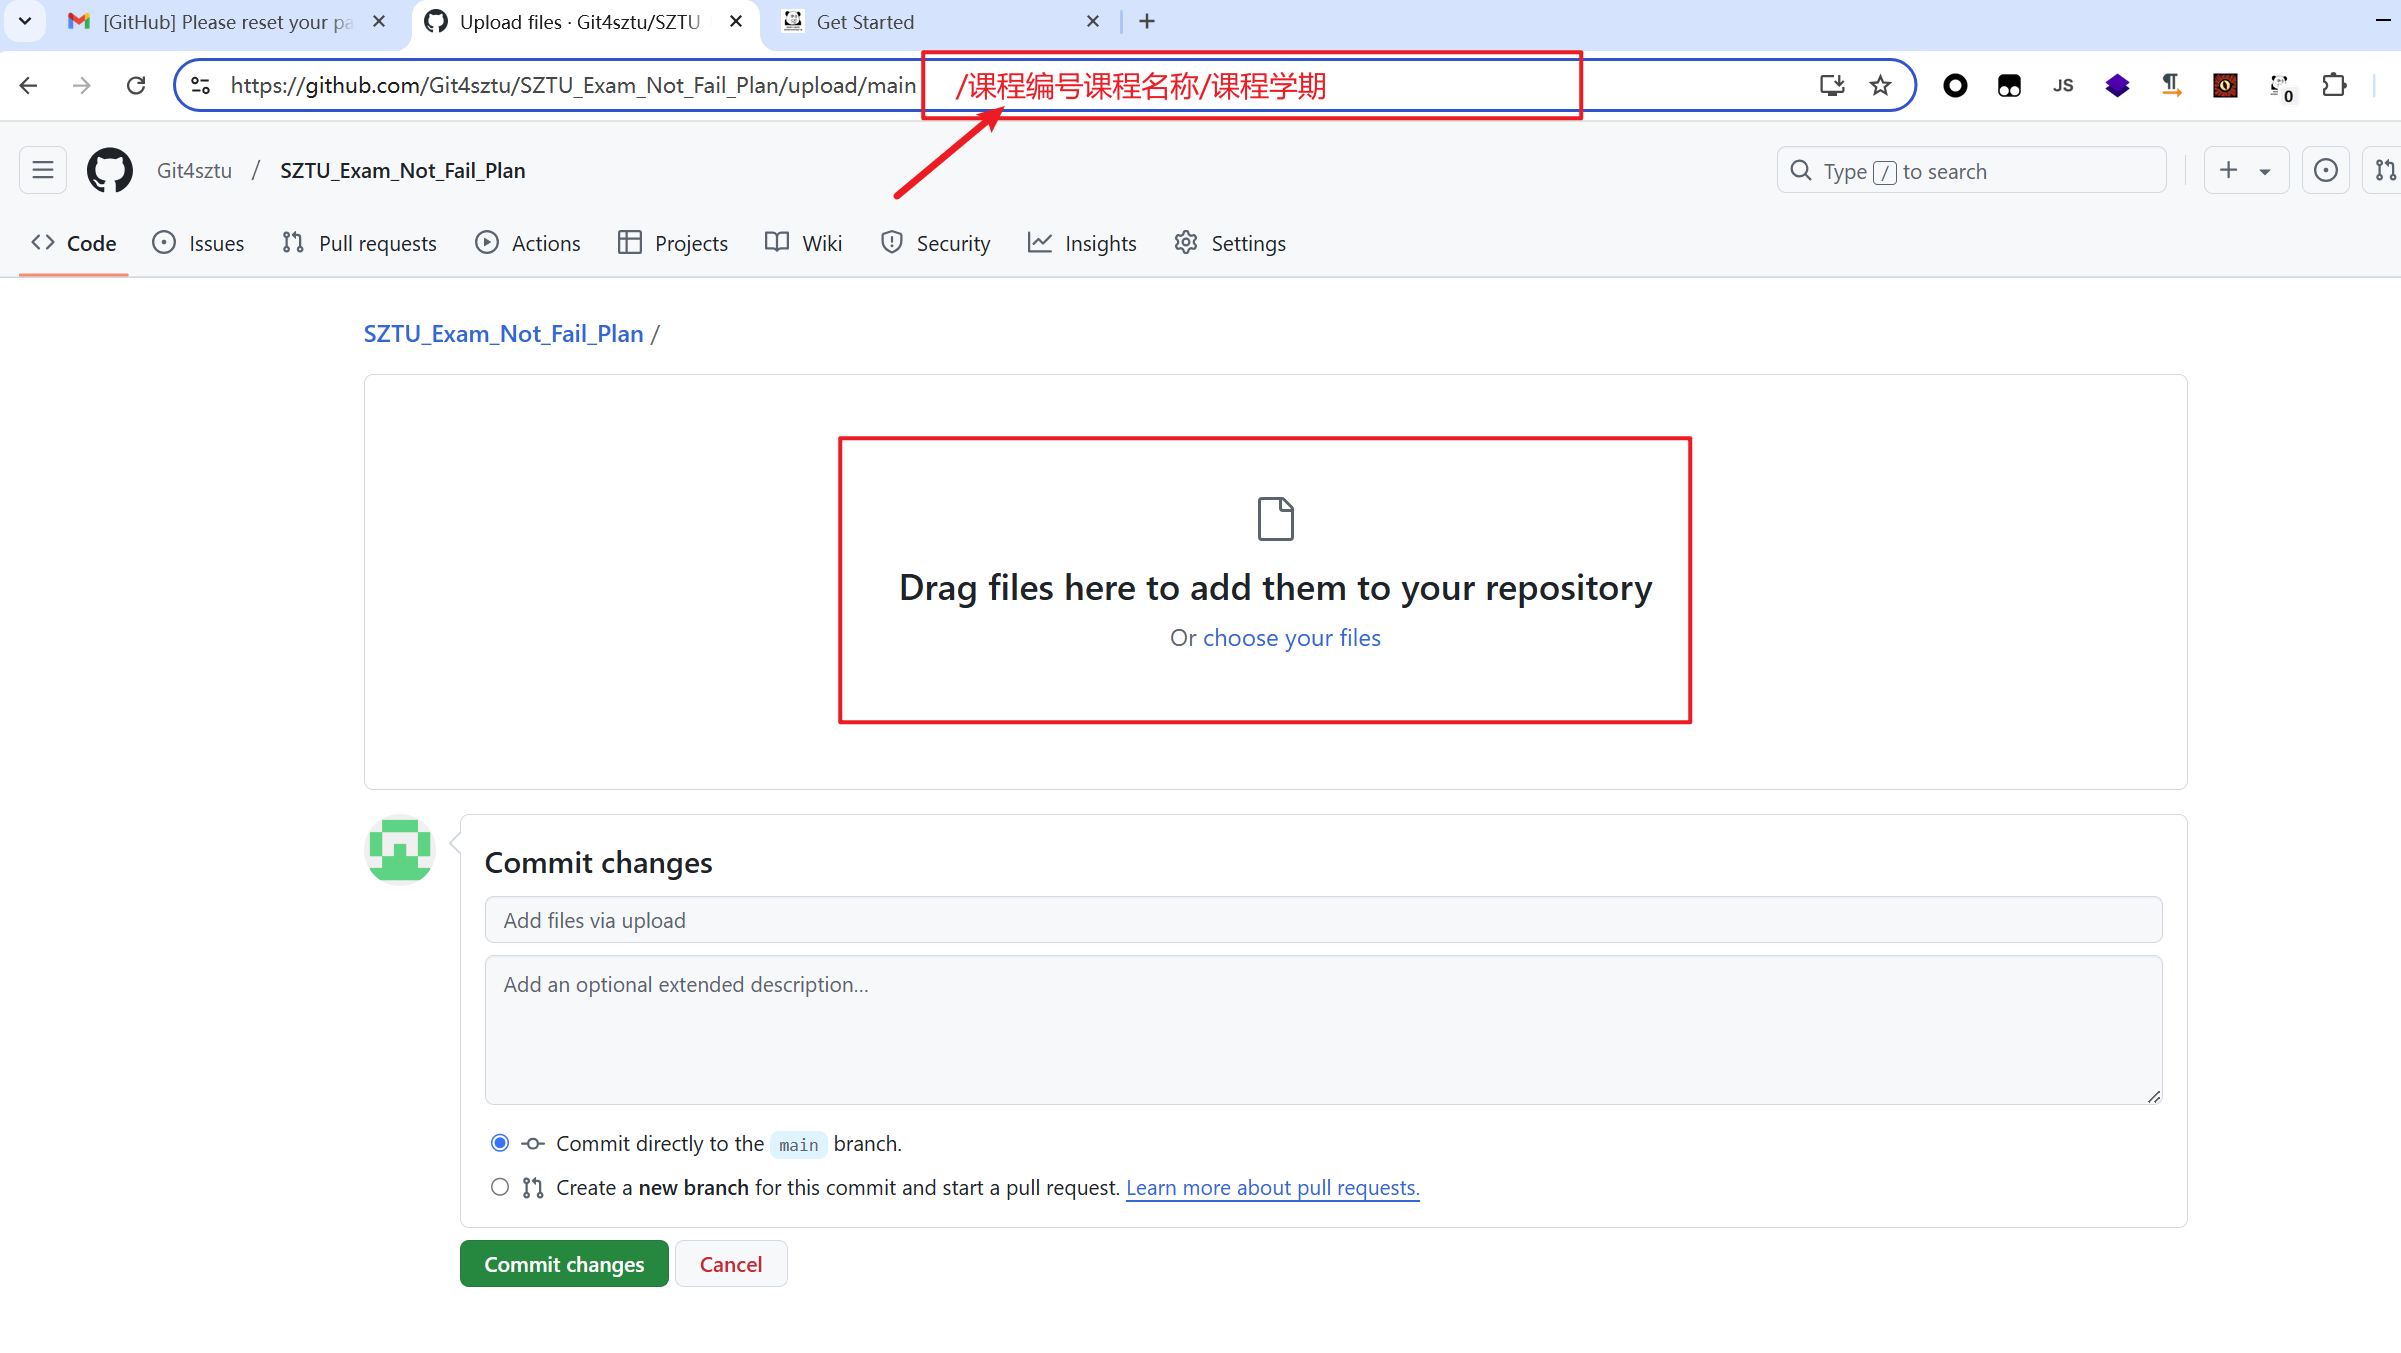 [GitHub] Please reset your pa
Upload files · Git4sztu/SZTU
Get Started
https://github.com/Git4sztu/SZTU_Exam_Not_Fail_Plan/upload/main
/课程编号课程名称/课程学期
JS
0
Git4sztu / SZTU_Exam_Not_Fail_Plan
Type / to search
Code
Issues
Pull requests
Actions
Projects
Wiki
Security
Insights
Settings
SZTU_Exam_Not_Fail_Plan /
Drag files here to add them to your repository
Or choose your files
Commit changes
Add files via upload
Add an optional extended description...
Commit directly to the main branch.
Create a new branch for this commit and start a pull request. Learn more about pull requests.
Commit changes
Cancel